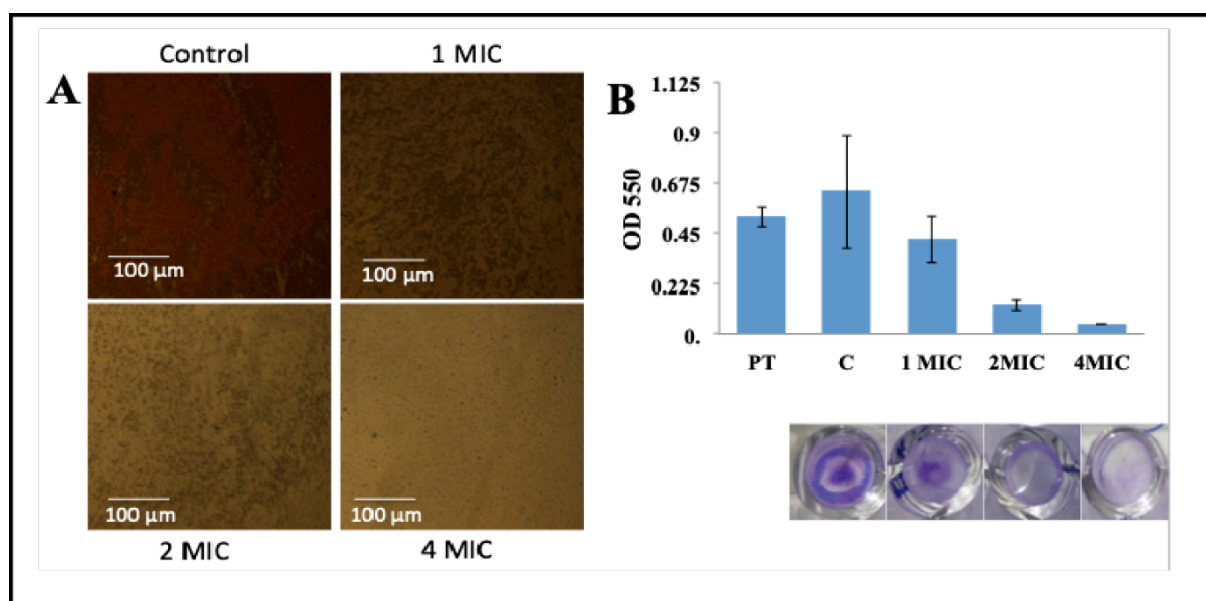 Control
1 MIC
A
100 µm
100 µm
100 µm
100 µm
2 MIC
4 MIC
B
1.125
0.9
0.675
0.45
0.225
0.
OD 550
PT
C
1 MIC
2MIC
4MIC